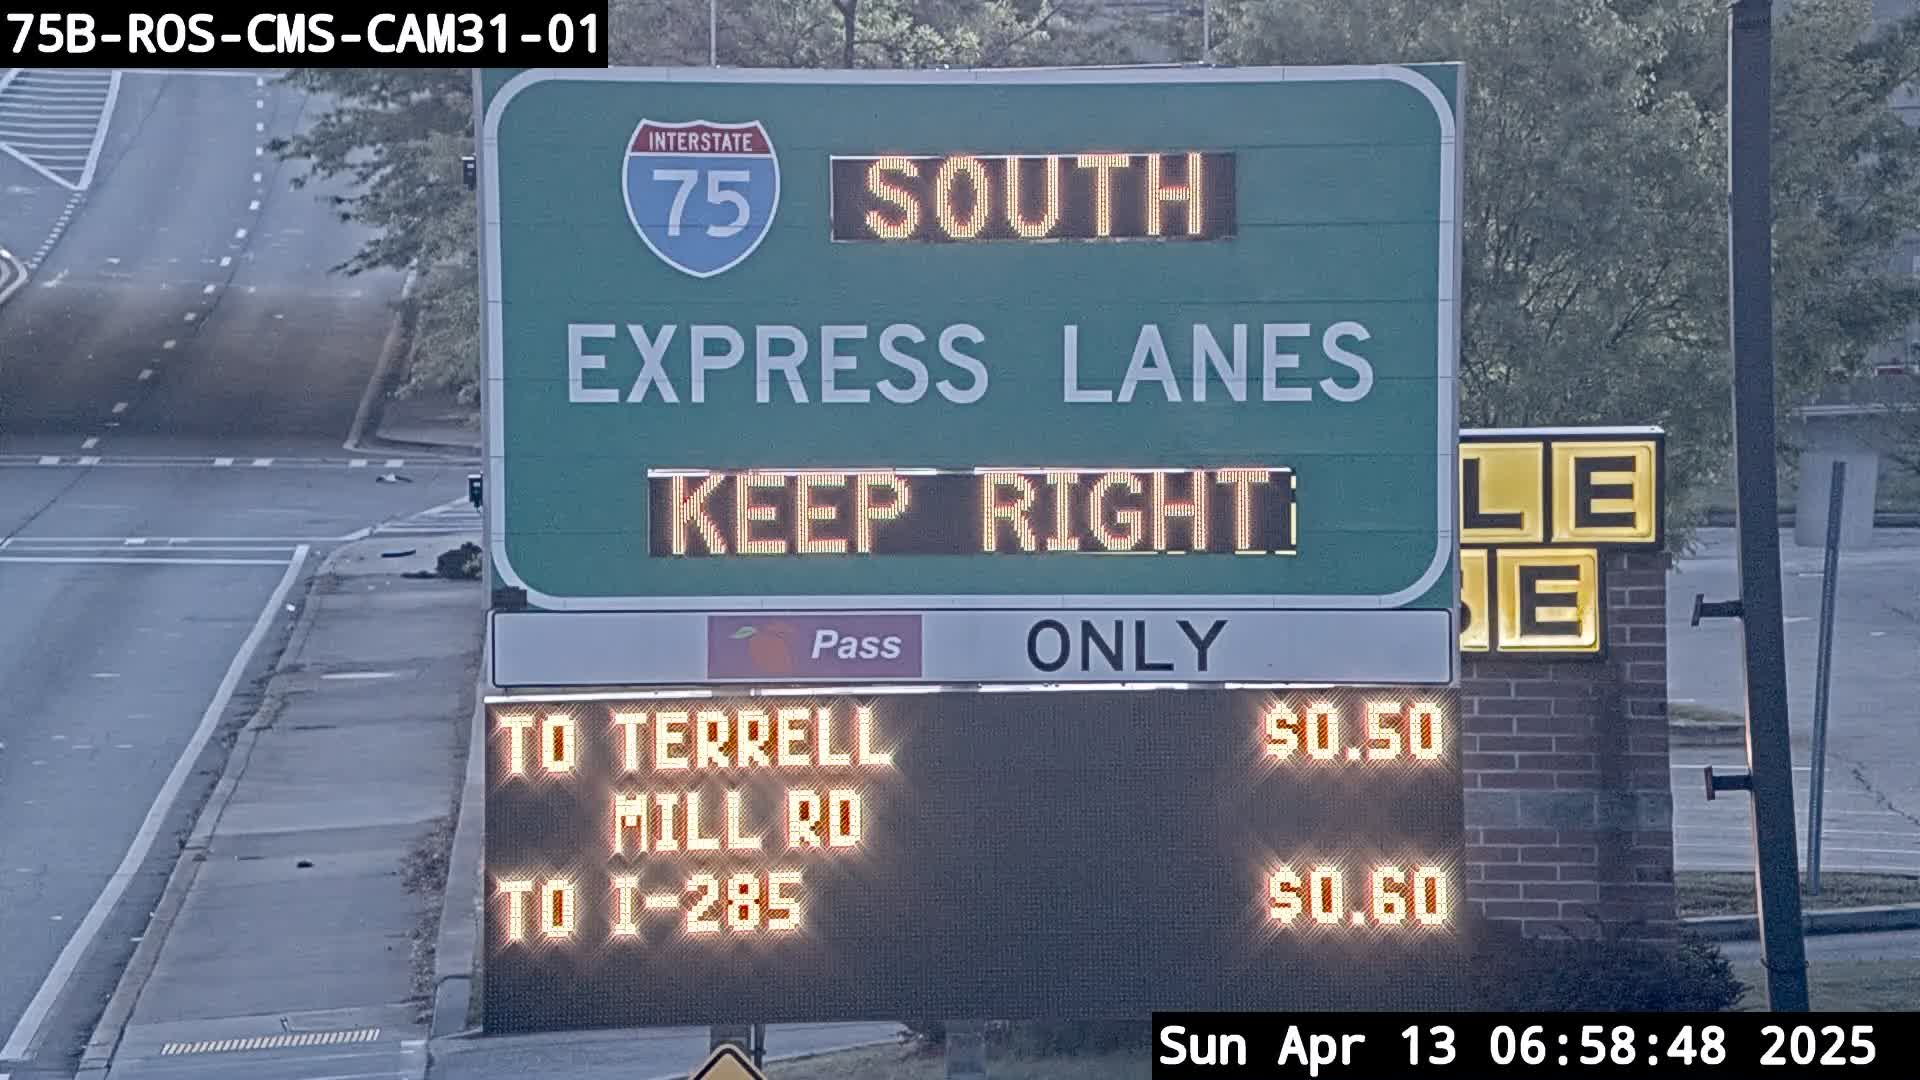 75B-ROS-CMS-CAM31-01
INTERSTATE
75
SOUTH
EXPRESS LANES
KEEP RIGHT
Pass ONLY
TO TERRELL $0.50
MILL RD
TO I-285 $0.60
LE
E
Sun Apr 13 06:58:48 2025